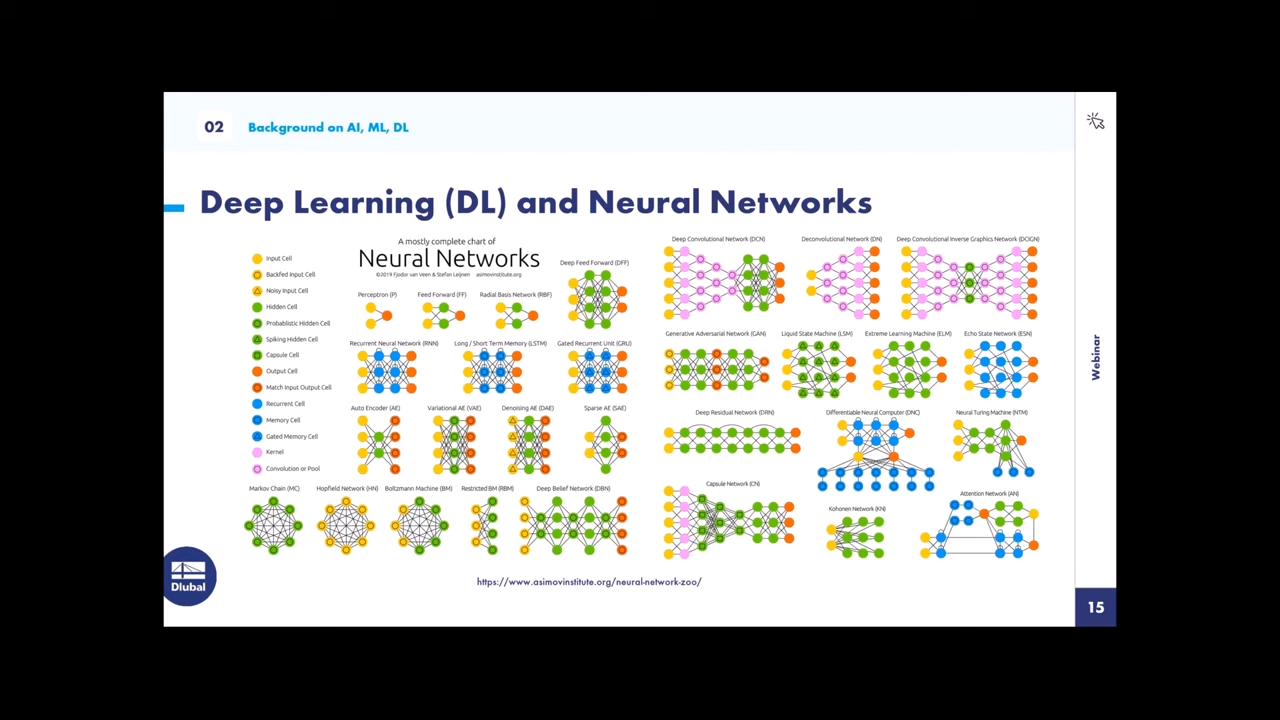 02
Background on AI, ML, DL
Deep Learning (DL) and Neural Networks
A mostly complete chart of
Neural Networks
©2019 Fjodor van Veen & Stefan Leijnen asimovinstitute.org
Input Cell
Backfed Input Cell
Noisy Input Cell
Hidden Cell
Probablistic Hidden Cell
Spiking Hidden Cell
Capsule Cell
Output Cell
Match Input Output Cell
Recurrent Cell
Memory Cell
Gated Memory Cell
Kernel
Convolution or Pool
Perceptron (P)
Feed Forward (FF)
Radial Basis Network (RBF)
Deep Feed Forward (DFF)
Recurrent Neural Network (RNN)
Long / Short Term Memory (LSTM)
Gated Recurrent Unit (GRU)
Auto Encoder (AE)
Variational AE (VAE)
Denoising AE (DAE)
Sparse AE (SAE)
Markov Chain (MC)
Hopfield Network (HN)
Boltzmann Machine (BM)
Restricted BM (RBM)
Deep Belief Network (DBN)
Deep Convolutional Network (DCN)
Deconvolutional Network (DN)
Deep Convolutional Inverse Graphics Network (DCIGN)
Generative Adversarial Network (GAN)
Liquid State Machine (LSM)
Extreme Learning Machine (ELM)
Echo State Network (ESN)
Deep Residual Network (DRN)
Differentiable Neural Computer (DNC)
Neural Turing Machine (NTM)
Capsule Network (CN)
Kohonen Network (KN)
Attention Network (AN)
https://www.asimovinstitute.org/neural-network-zoo/
Dlubal
Webinar
15